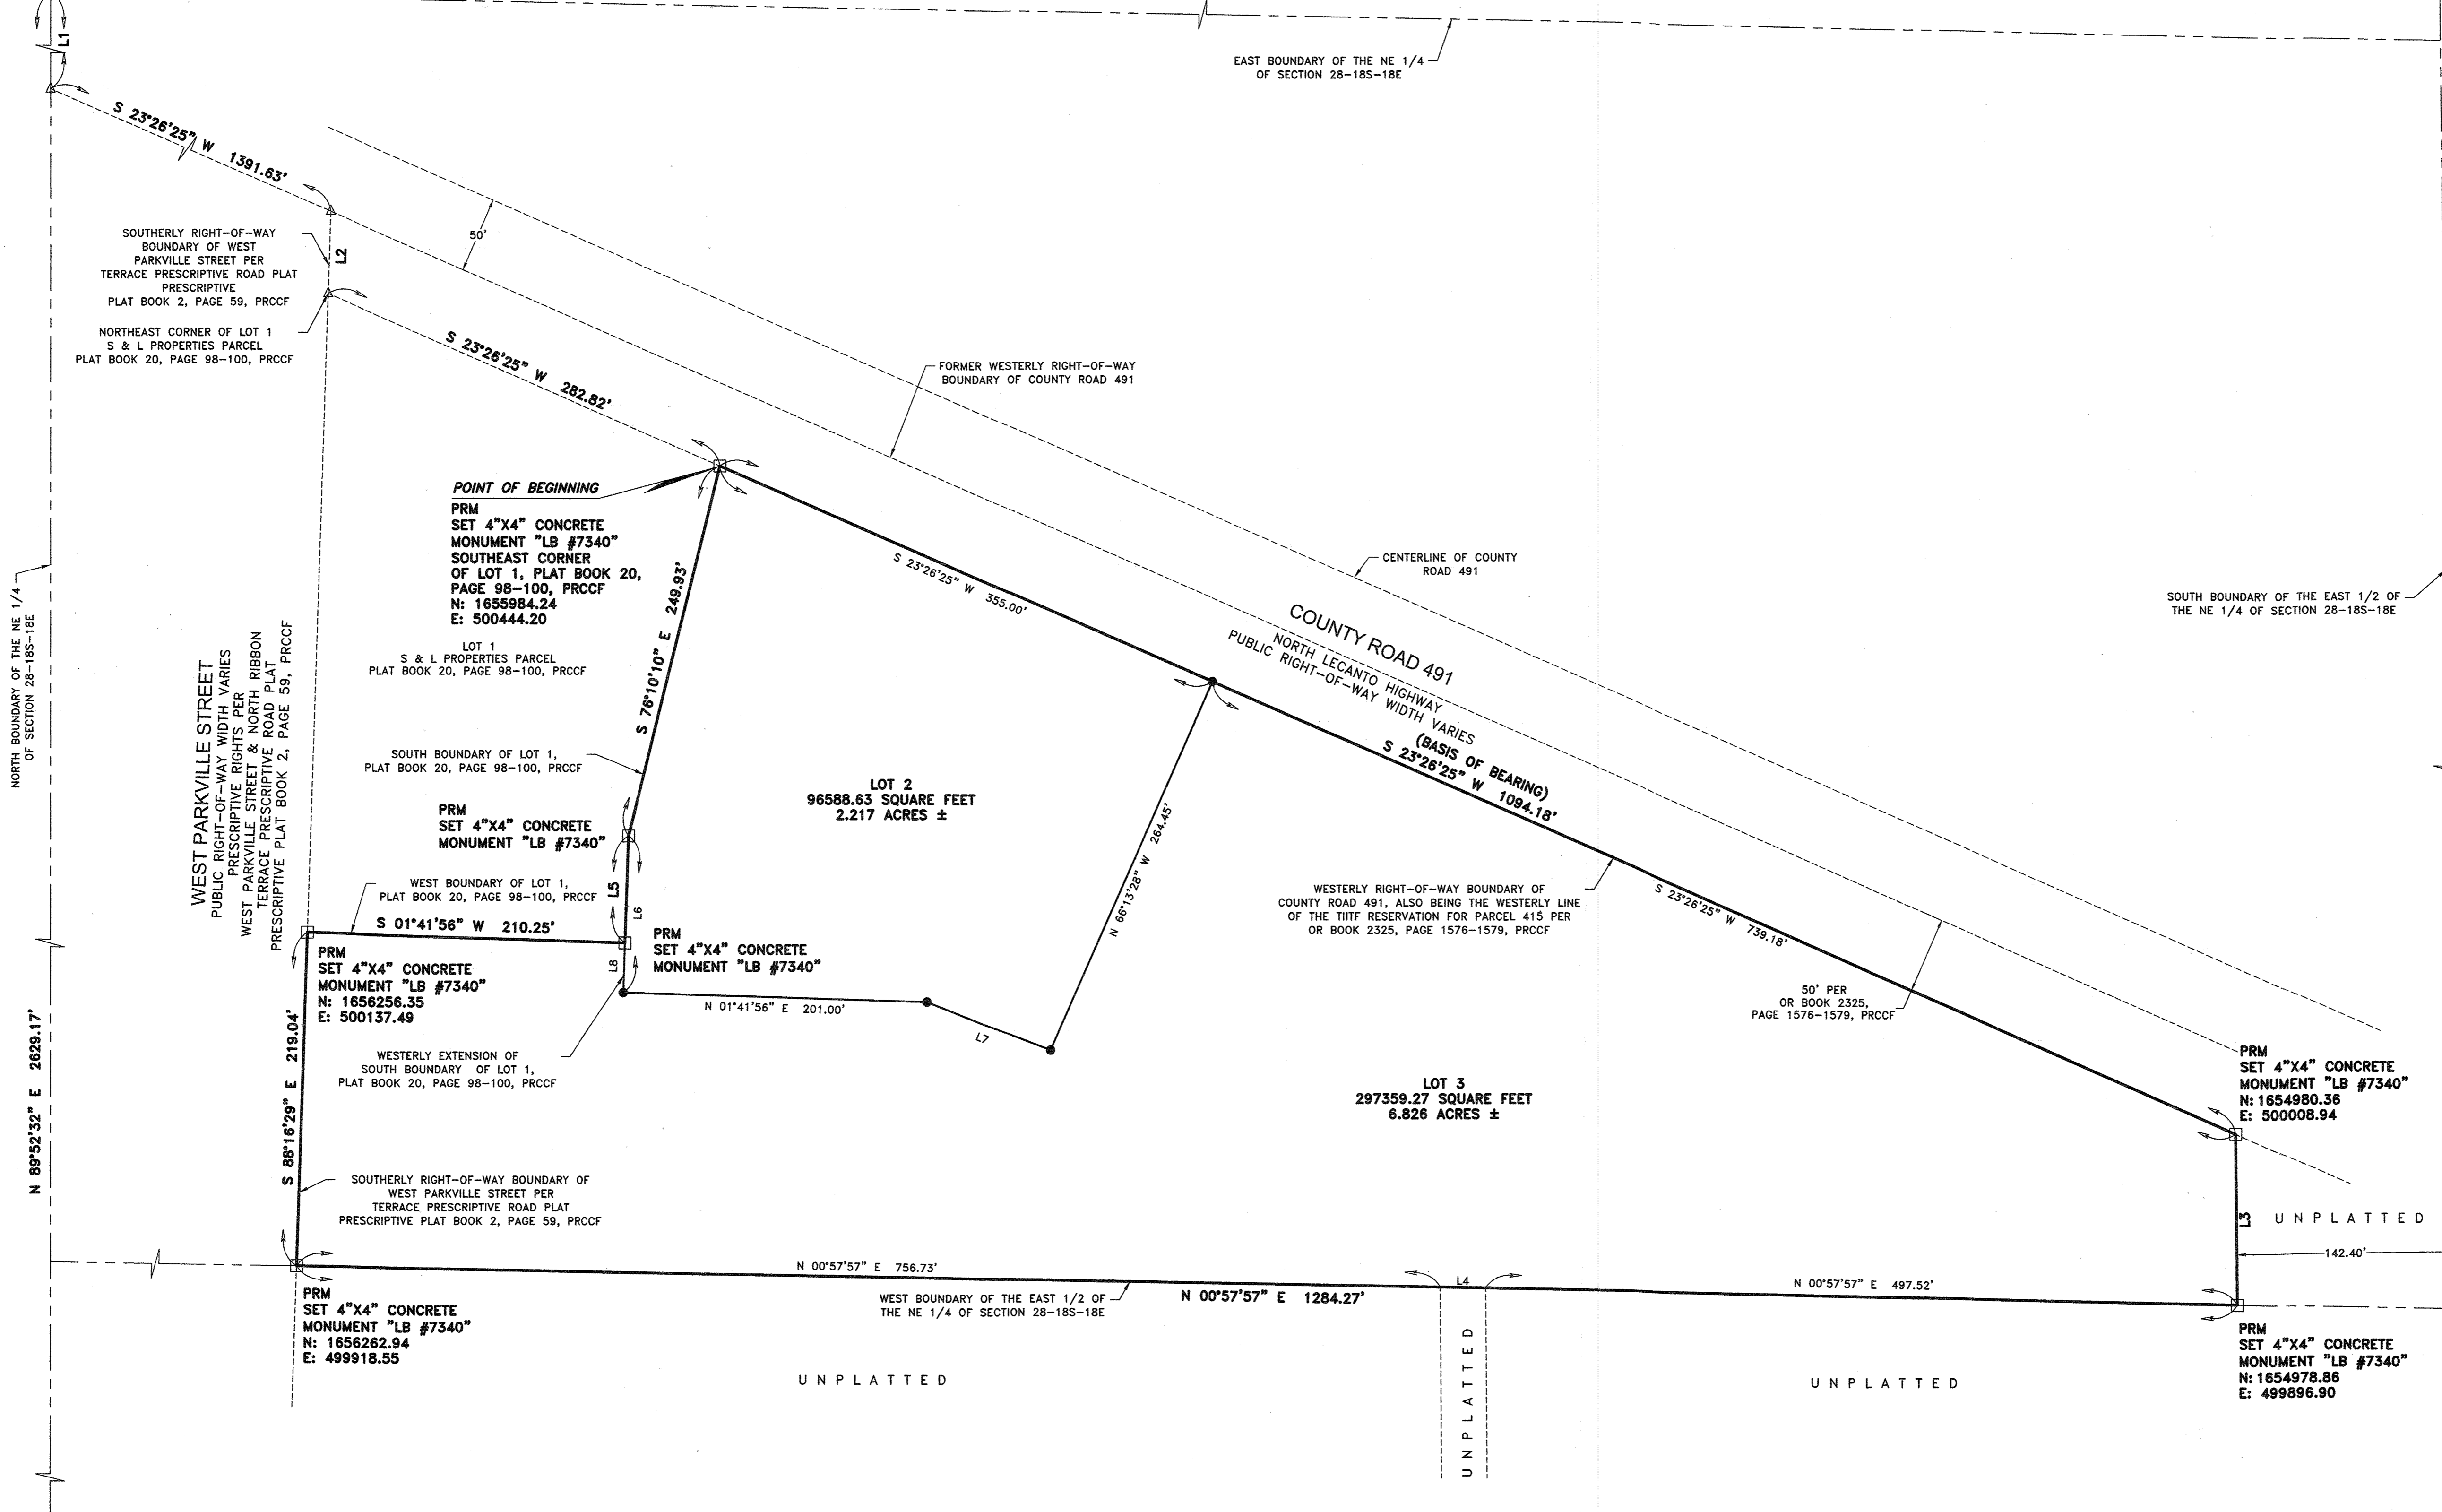 L1
EAST BOUNDARY OF THE NE 1/4
OF SECTION 28-18S-18E
S 23°26'25" W 1391.63'
50'
SOUTHERLY RIGHT-OF-WAY
BOUNDARY OF WEST
PARKVILLE STREET PER
TERRACE PRESCRIPTIVE ROAD PLAT
PRESCRIPTIVE
PLAT BOOK 2, PAGE 59, PRCCF
L2
NORTHEAST CORNER OF LOT 1
S & L PROPERTIES PARCEL
PLAT BOOK 20, PAGE 98-100, PRCCF
S 23°26'25" W 282.82'
FORMER WESTERLY RIGHT-OF-WAY
BOUNDARY OF COUNTY ROAD 491
POINT OF BEGINNING
PRM
SET 4"X4" CONCRETE
MONUMENT "LB #7340"
SOUTHEAST CORNER
OF LOT 1, PLAT BOOK 20,
PAGE 98-100, PRCCF
N: 1655984.24
E: 500444.20
S 23°26'25" W 355.00'
CENTERLINE OF COUNTY
ROAD 491
SOUTH BOUNDARY OF THE EAST 1/2 OF
THE NE 1/4 OF SECTION 28-18S-18E
NORTH BOUNDARY OF THE NE 1/4
OF SECTION 28-18S-18E
COUNTY ROAD 491
NORTH LECANTO HIGHWAY
PUBLIC RIGHT-OF-WAY WIDTH VARIES
(BASIS OF BEARING)
S 23°26'25" W 1094.18'
LOT 1
S & L PROPERTIES PARCEL
PLAT BOOK 20, PAGE 98-100, PRCCF
S 76°10'10" E 249.93'
WEST PARKVILLE STREET
PUBLIC RIGHT-OF-WAY WIDTH VARIES
PRESCRIPTIVE RIGHTS PER
WEST PARKVILLE STREET & NORTH RIBBON
TERRACE PRESCRIPTIVE ROAD PLAT
PRESCRIPTIVE PLAT BOOK 2, PAGE 59, PRCCF
SOUTH BOUNDARY OF LOT 1,
PLAT BOOK 20, PAGE 98-100, PRCCF
LOT 2
96588.63 SQUARE FEET
2.217 ACRES ±
PRM
SET 4"X4" CONCRETE
MONUMENT "LB #7340"
N 66°13'28" W 264.45'
WEST BOUNDARY OF LOT 1,
PLAT BOOK 20, PAGE 98-100, PRCCF
L5
L6
S 01°41'56" W 210.25'
WESTERLY RIGHT-OF-WAY BOUNDARY OF
COUNTY ROAD 491, ALSO BEING THE WESTERLY LINE
OF THE TIITF RESERVATION FOR PARCEL 415 PER
OR BOOK 2325, PAGE 1576-1579, PRCCF
S 23°26'25" W 739.18'
PRM
SET 4"X4" CONCRETE
MONUMENT "LB #7340"
N: 1656256.35
E: 500137.49
PRM
SET 4"X4" CONCRETE
MONUMENT "LB #7340"
L8
N 01°41'56" E 201.00'
L7
50' PER
OR BOOK 2325,
PAGE 1576-1579, PRCCF
N 89°52'32" E 2629.17'
S 88°16'29" E 219.04'
WESTERLY EXTENSION OF
SOUTH BOUNDARY OF LOT 1,
PLAT BOOK 20, PAGE 98-100, PRCCF
LOT 3
297359.27 SQUARE FEET
6.826 ACRES ±
PRM
SET 4"X4" CONCRETE
MONUMENT "LB #7340"
N: 1654980.36
E: 500008.94
SOUTHERLY RIGHT-OF-WAY BOUNDARY OF
WEST PARKVILLE STREET PER
TERRACE PRESCRIPTIVE ROAD PLAT
PRESCRIPTIVE PLAT BOOK 2, PAGE 59, PRCCF
L3
UNPLATTED
142.40'
N 00°57'57" E 756.73'
L4
N 00°57'57" E 497.52'
WEST BOUNDARY OF THE EAST 1/2 OF
THE NE 1/4 OF SECTION 28-18S-18E
N 00°57'57" E 1284.27'
PRM
SET 4"X4" CONCRETE
MONUMENT "LB #7340"
N: 1656262.94
E: 499918.55
UNPLATTED
UNPLATTED
UNPLATTED
PRM
SET 4"X4" CONCRETE
MONUMENT "LB #7340"
N: 1654978.86
E: 499896.90